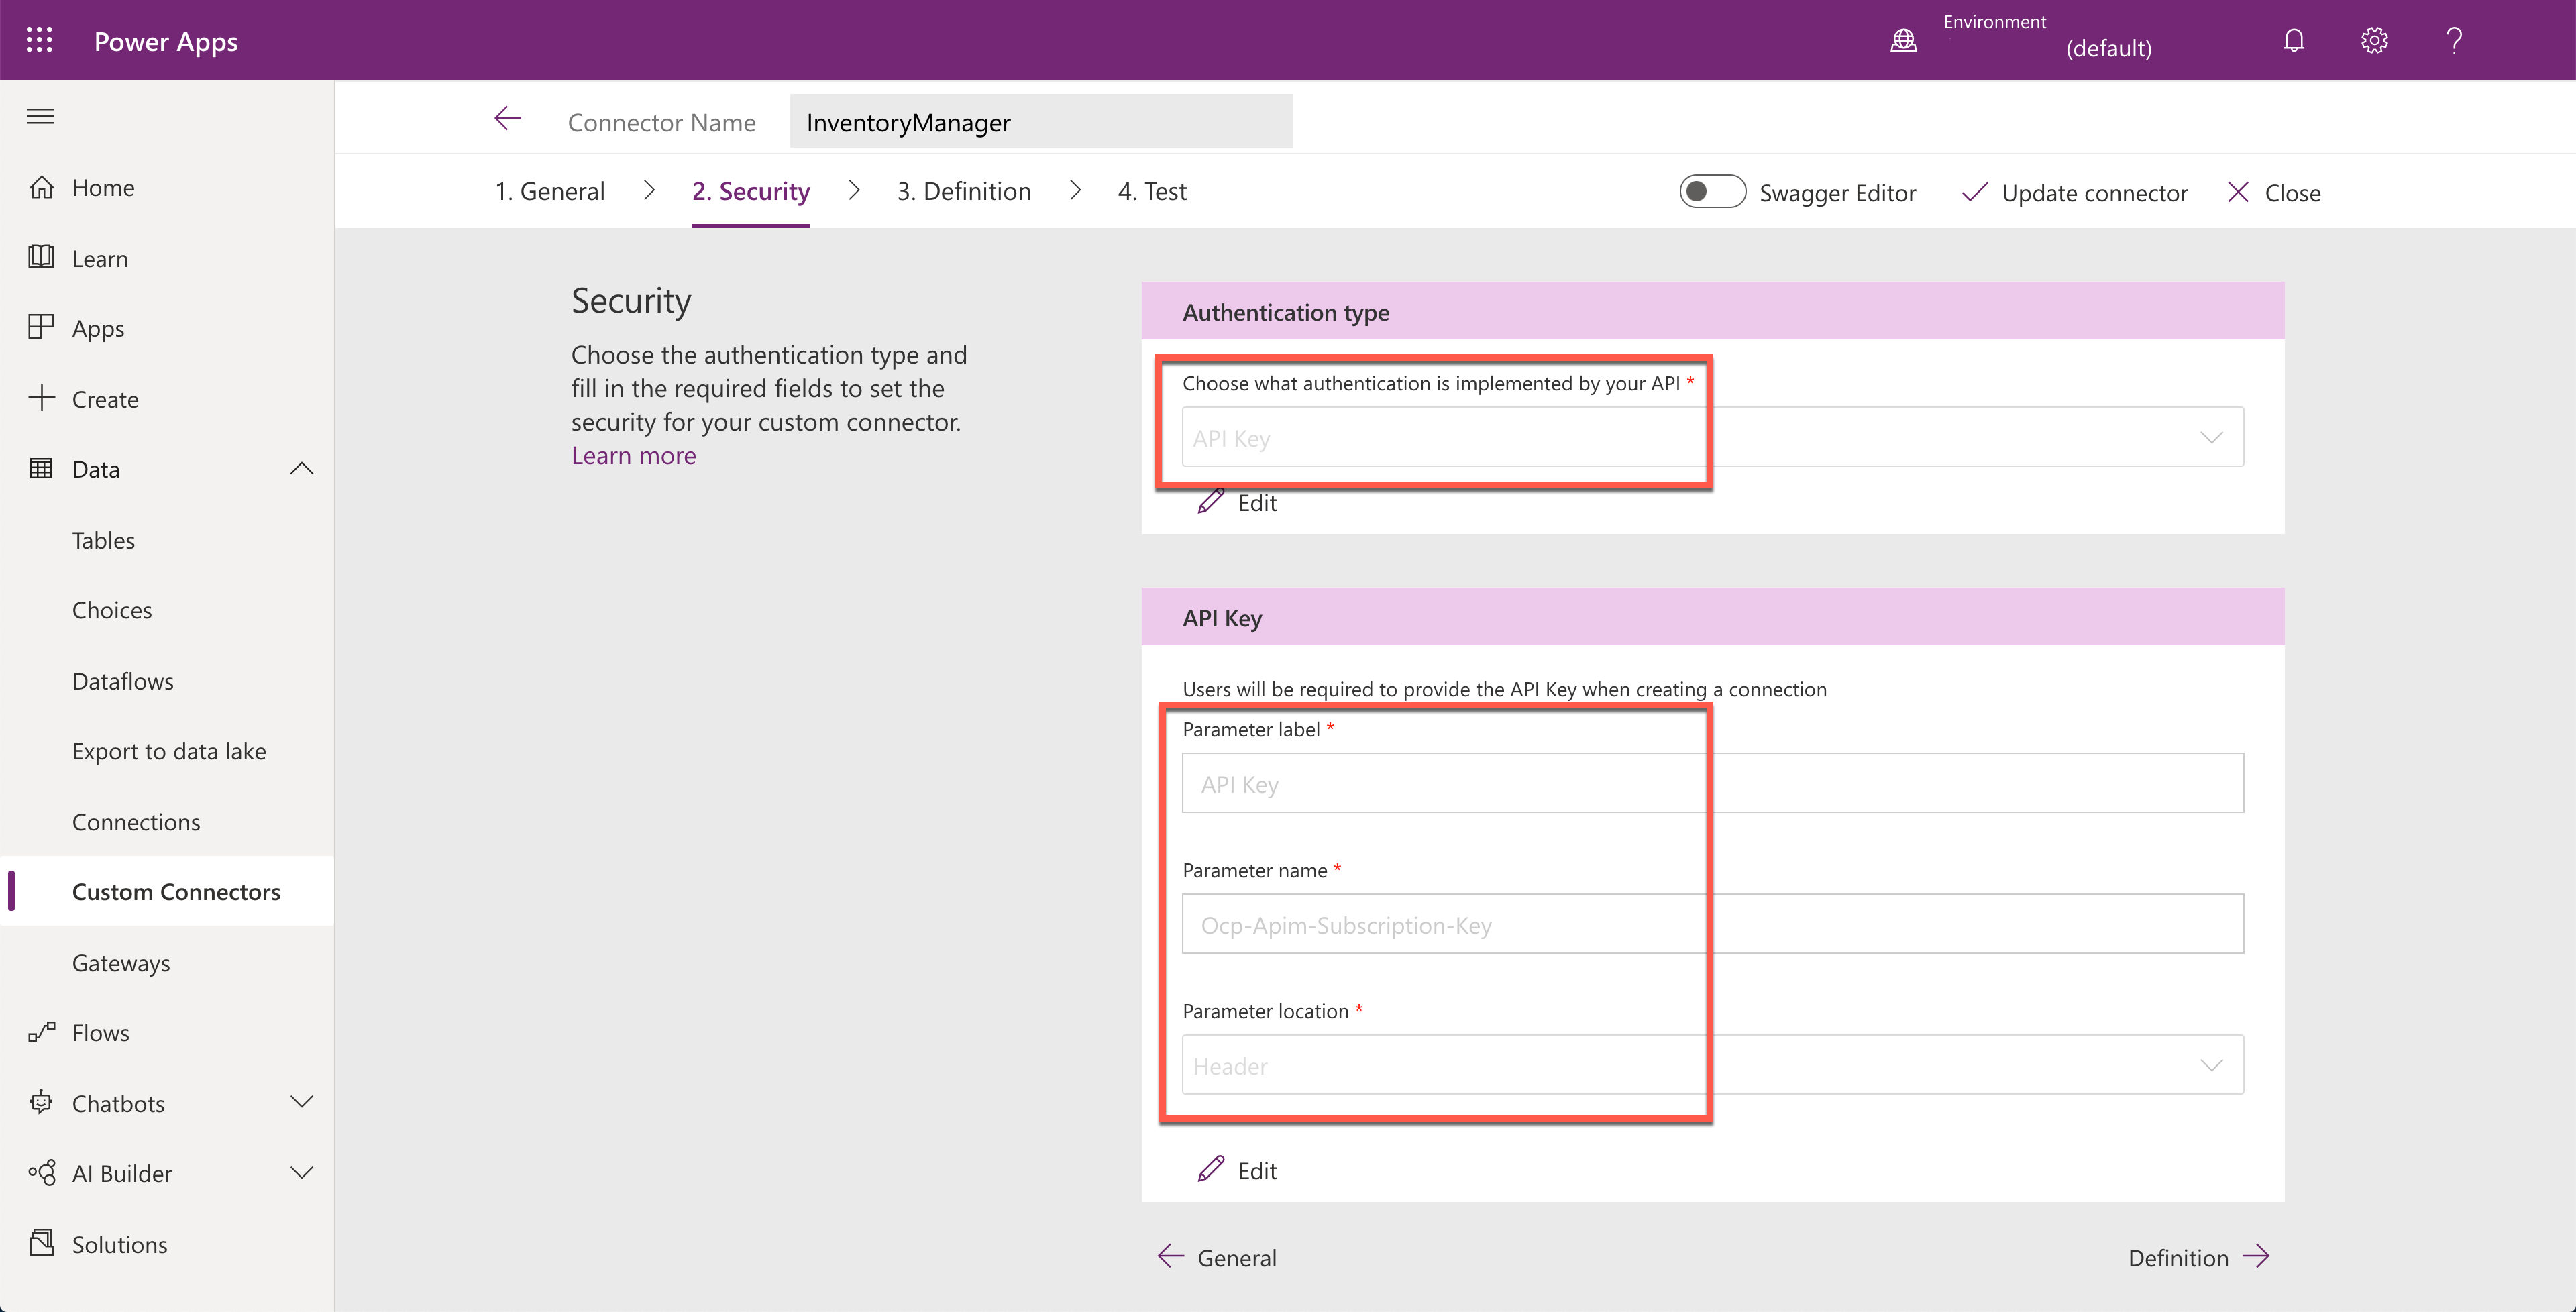 Power Apps
Environment
(default)
Connector Name
InventoryManager
1. General
2. Security
3. Definition
4. Test
Swagger Editor
Update connector
Close
Home
Learn
Apps
Create
Data
Tables
Choices
Dataflows
Export to data lake
Connections
Custom Connectors
Gateways
Flows
Chatbots
AI Builder
Solutions
Security
Choose the authentication type and
fill in the required fields to set the
security for your custom connector.
Learn more
Authentication type
Choose what authentication is implemented by your API *
API Key
Edit
API Key
Users will be required to provide the API Key when creating a connection
Parameter label *
API Key
Parameter name *
Ocp-Apim-Subscription-Key
Parameter location *
Header
Edit
General
Definition